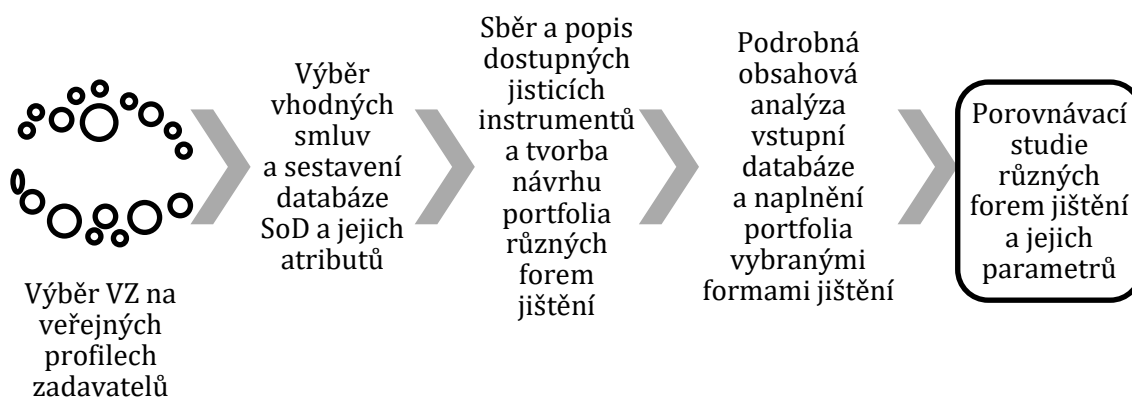 Výběr VZ na
veřejných
profilech
zadavatelů
Výběr
vhodných
smluv
a sestavení
databáze
SoD a jejich
atributů
Sběr a popis
dostupných
jisticích
instrumentů
a tvorba
návrhu
portfolia
různých
forem
jištění
Podrobná
obsahová
analýza
vstupní
databáze
a naplnění
portfolia
vybranými
formami jištění
Porovnávací
studie
různých
forem jištění
a jejich
parametrů